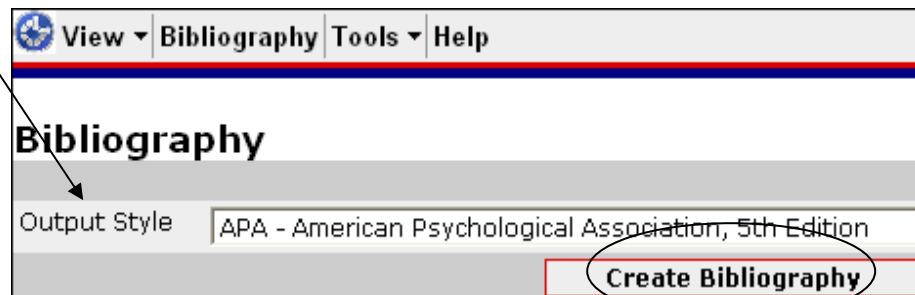 View Bibliography Tools Help
Bibliography
Output Style APA - American Psychological Association, 5th Edition
Create Bibliography